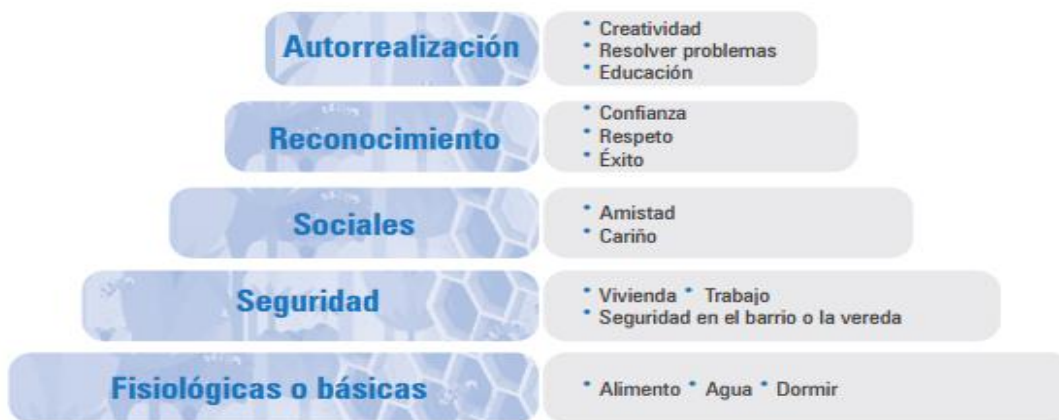 Autorrealización
• Creatividad
• Resolver problemas
• Educación
Reconocimiento
• Confianza
• Respeto
• Éxito
Sociales
• Amistad
• Cariño
Seguridad
• Vivienda • Trabajo
• Seguridad en el barrio o la vereda
Fisiológicas o básicas
• Alimento • Agua • Dormir